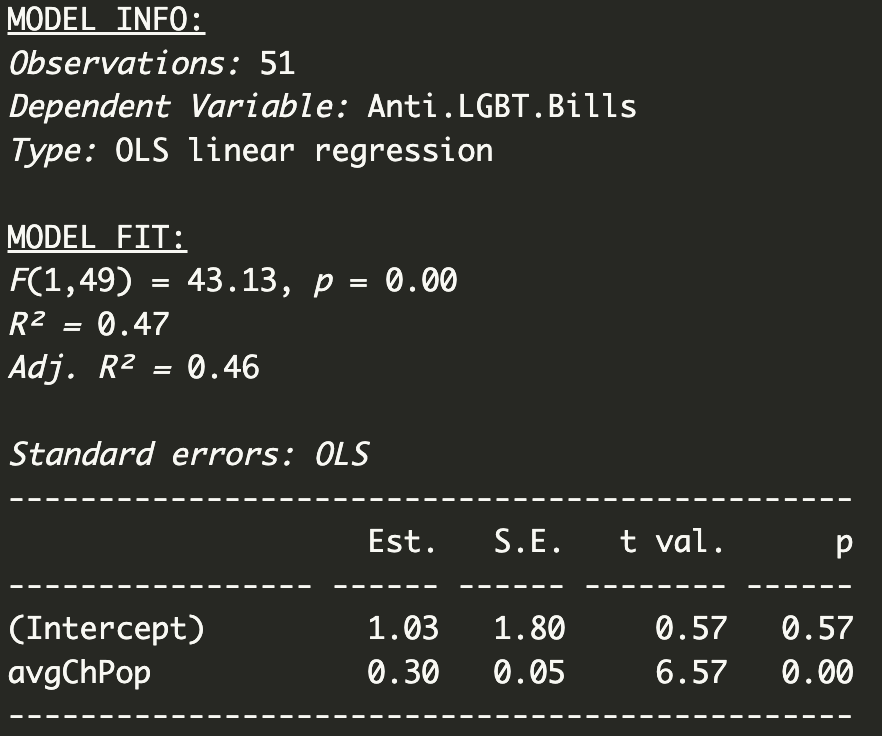 MODEL INFO:
Observations: 51
Dependent Variable: Anti.LGBT.Bills
Type: OLS linear regression
MODEL FIT:
F(1,49) = 43.13, p = 0.00
R² = 0.47
Adj. R² = 0.46
Standard errors: OLS
-----------------------------------------------
Est. S.E. t val. p
----------------- ------ ------ -------- ------
(Intercept) 1.03 1.80 0.57 0.57
avgChPop 0.30 0.05 6.57 0.00
-----------------------------------------------